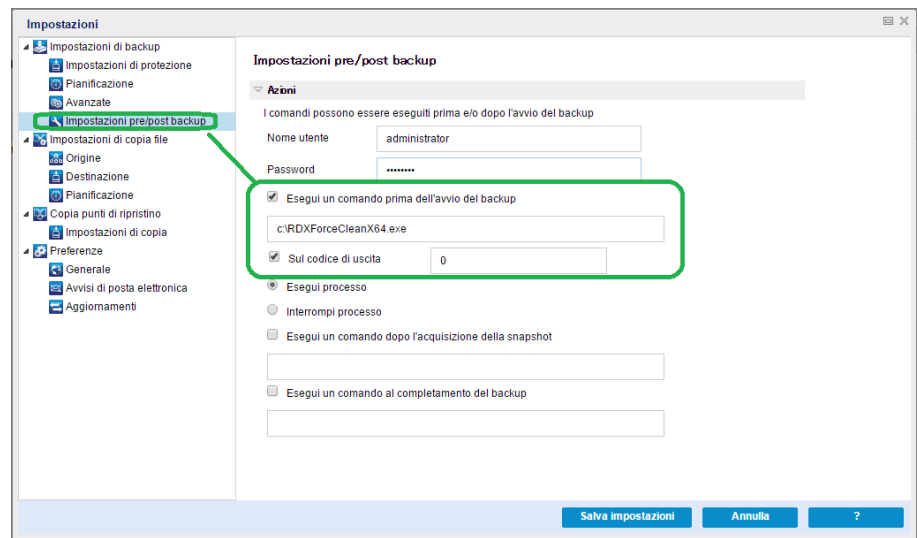 Impostazioni
Impostazioni di backup
Impostazioni di protezione
Pianificazione
Avanzate
Impostazioni pre/post backup
Impostazioni di copia file
Origine
Destinazione
Pianificazione
Copia punti di ripristino
Impostazioni di copia
Preferenze
Generale
Avvisi di posta elettronica
Aggiornamenti
Impostazioni pre/post backup
Azioni
I comandi possono essere eseguiti prima e/o dopo l'avvio del backup
Nome utente administrator
Password ••••••••
Esegui un comando prima dell'avvio del backup
c:\RDXForceCleanX64.exe
Sul codice di uscita 0
Esegui processo
Interrompi processo
Esegui un comando dopo l'acquisizione della snapshot
Esegui un comando al completamento del backup
Salva impostazioni Annulla ?